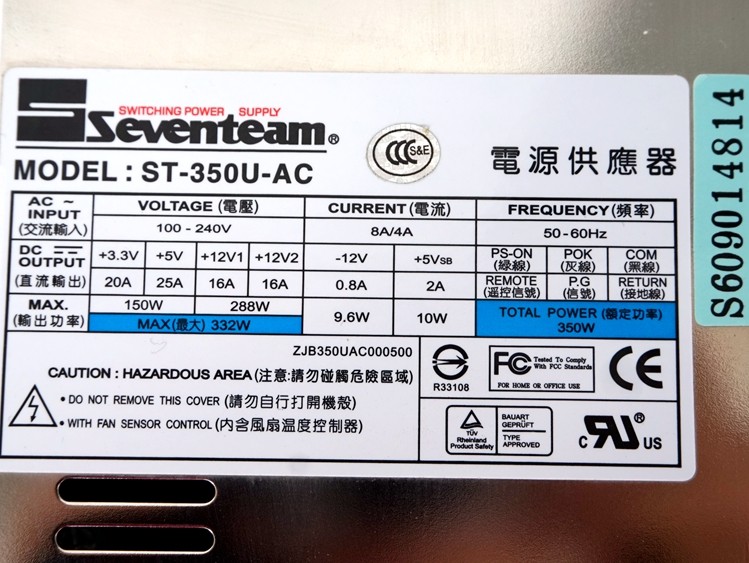 SWITCHING POWER SUPPLY
Seventeam®
CCC S&E
MODEL : ST-350U-AC
電源供應器
AC ~ INPUT (交流輸入)
VOLTAGE (電壓)
CURRENT (電流)
FREQUENCY (頻率)
100 - 240V
8A/4A
50-60Hz
DC OUTPUT (直流輸出)
+3.3V +5V +12V1 +12V2 -12V +5VSB
PS-ON (綠線)
POK (灰線)
COM (黑線)
20A 25A 16A 16A 0.8A 2A
REMOTE (遥控信號)
P.G (信號)
RETURN (接地線)
MAX. (輸出功率)
150W 288W
MAX(最大) 332W
9.6W 10W
TOTAL POWER (額定功率)
350W
ZJB350UAC000500
CAUTION : HAZARDOUS AREA (注意:請勿碰觸危險區域)
• DO NOT REMOVE THIS COVER (請勿自行打開機殼)
• WITH FAN SENSOR CONTROL (內含風扇温度控制器)
R33108
FC Tested To Comply
With FCC Standards
FOR HOME OR OFFICE USE
CE
TÜV
Rheinland
Product Safety
BAUART
GEPRÜFT
TYPE
APPROVED
c RU® US
S609014814